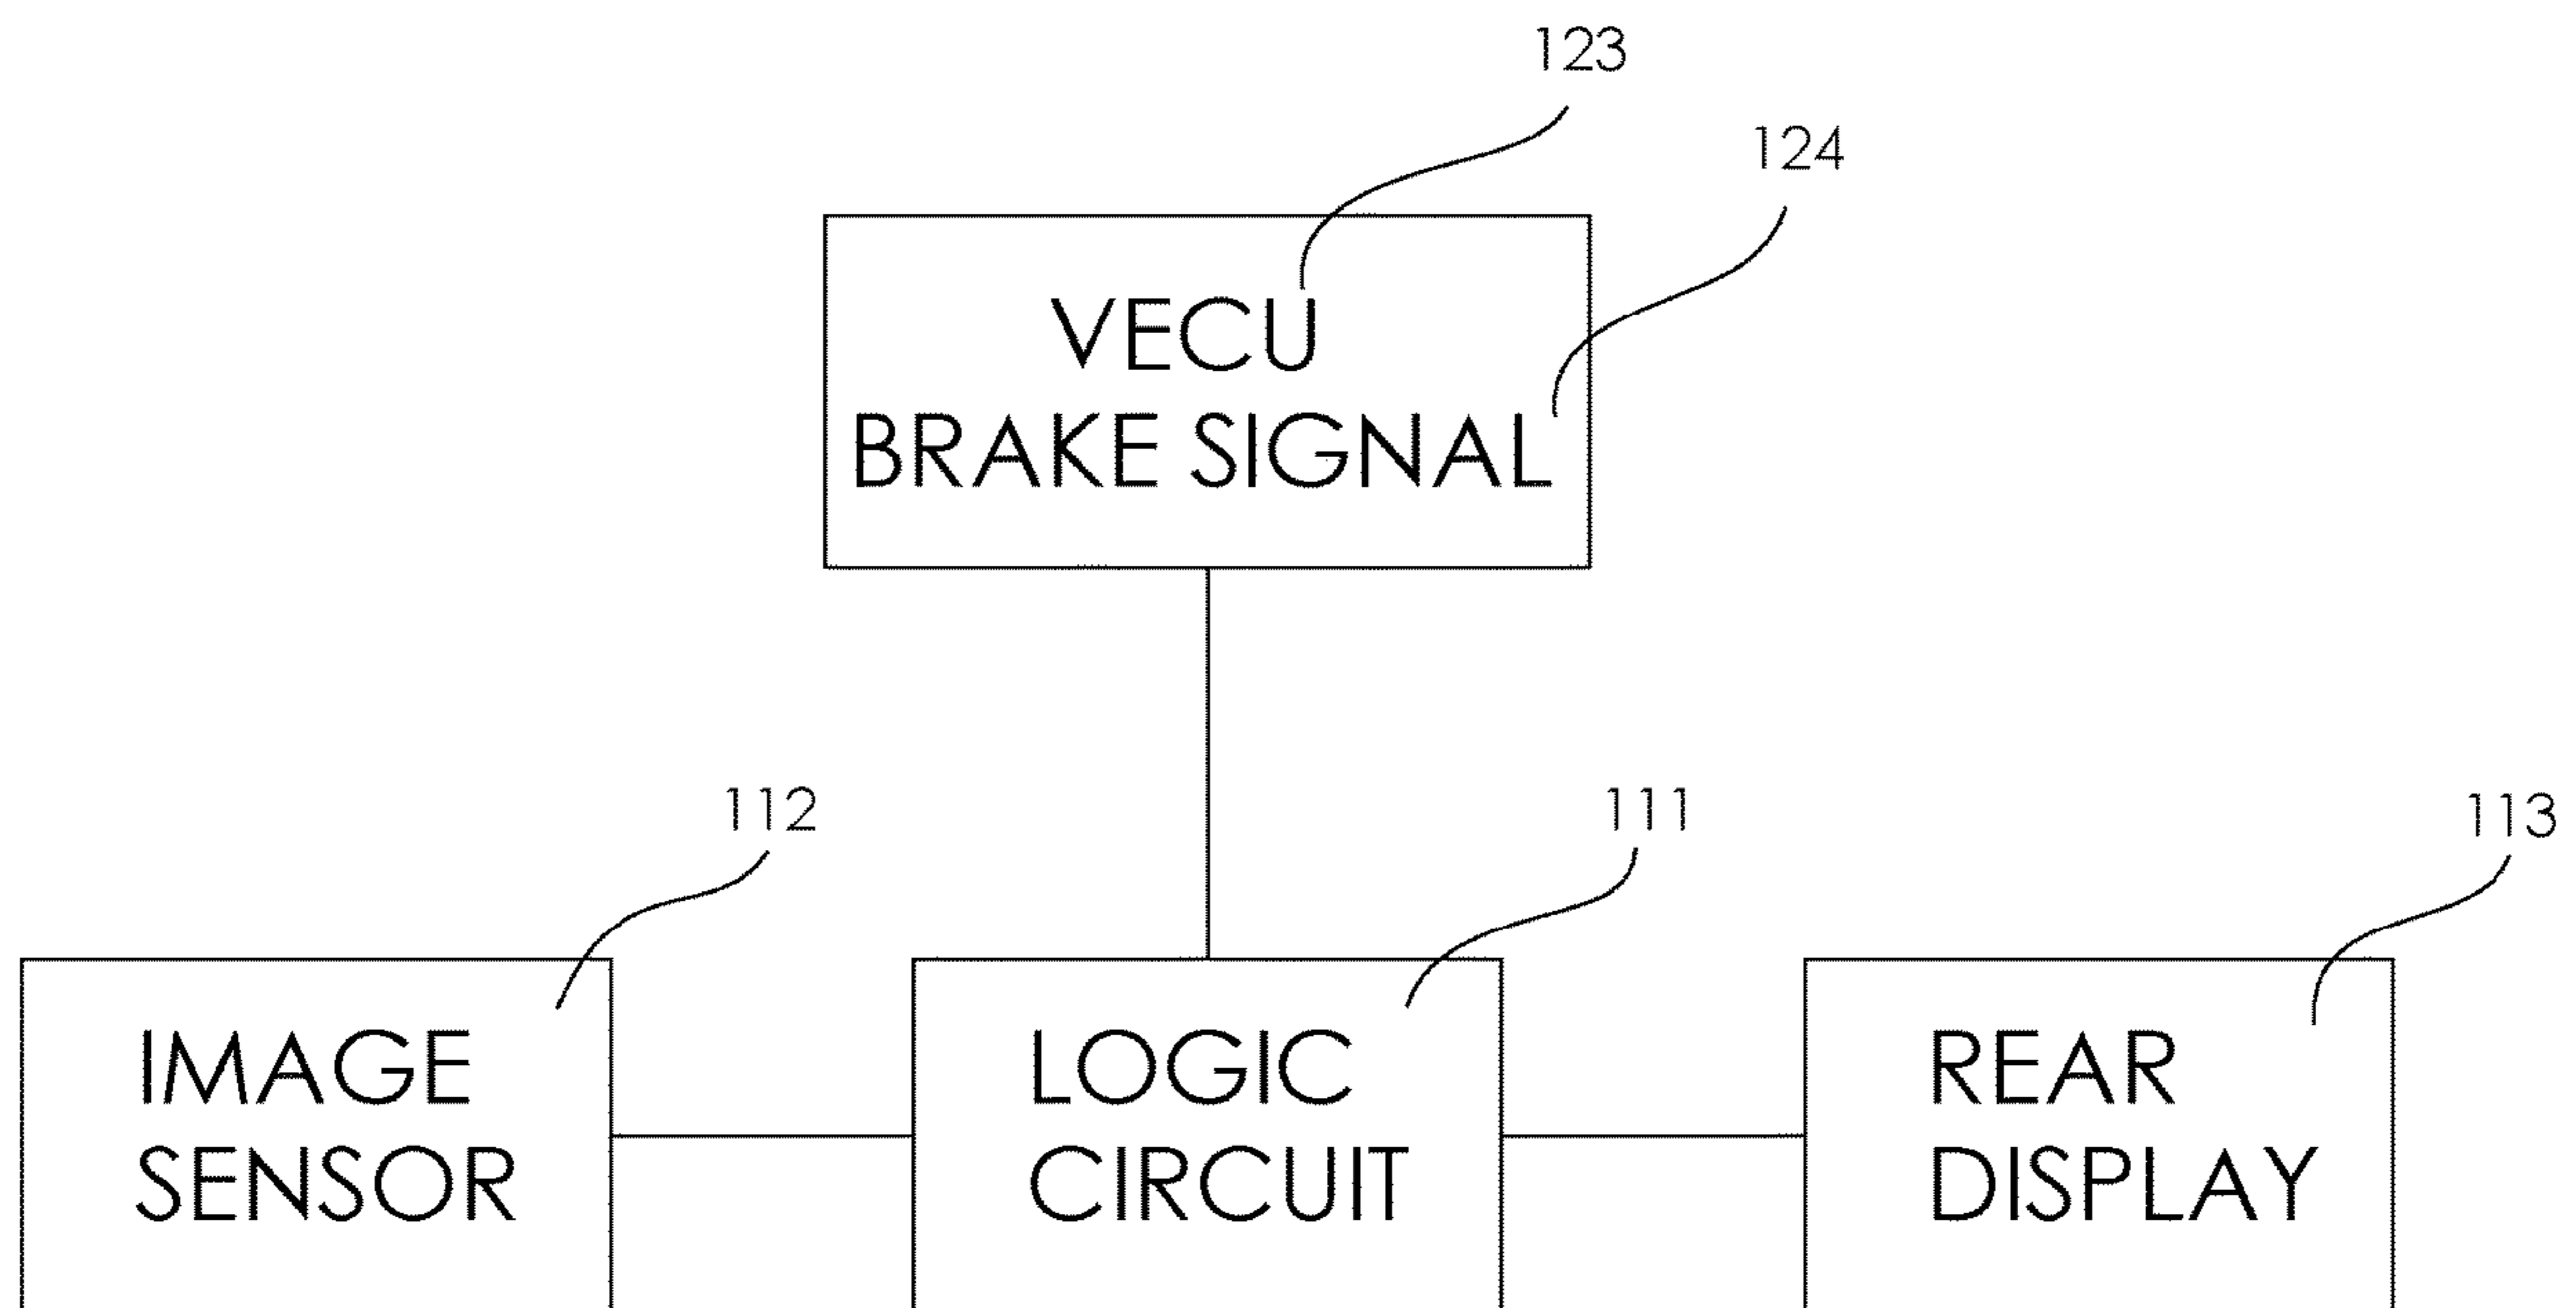 123
124
VECU
BRAKE SIGNAL
112
111
113
IMAGE
SENSOR
LOGIC
CIRCUIT
REAR
DISPLAY